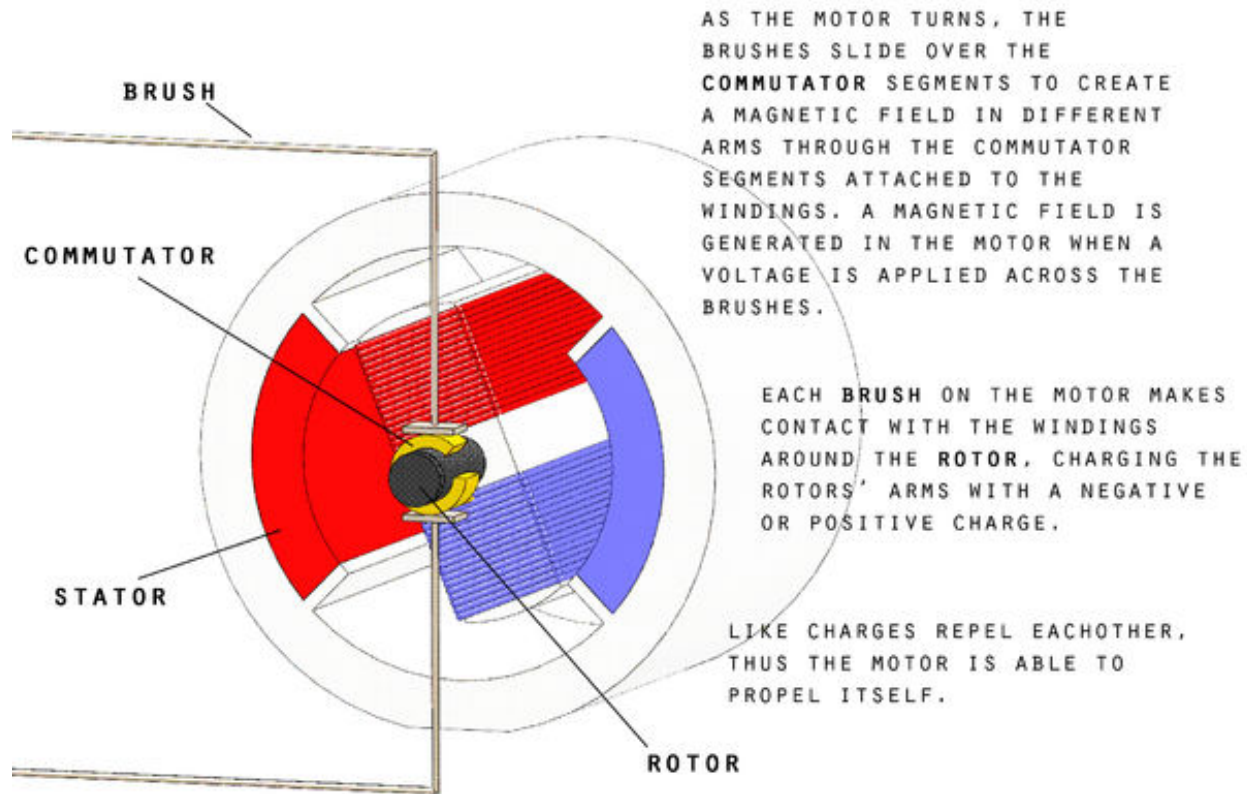 AS THE MOTOR TURNS, THE
BRUSHES SLIDE OVER THE
COMMUTATOR SEGMENTS TO CREATE
A MAGNETIC FIELD IN DIFFERENT
ARMS THROUGH THE COMMUTATOR
SEGMENTS ATTACHED TO THE
WINDINGS. A MAGNETIC FIELD IS
GENERATED IN THE MOTOR WHEN A
VOLTAGE IS APPLIED ACROSS THE
BRUSHES.
BRUSH
COMMUTATOR
EACH BRUSH ON THE MOTOR MAKES
CONTACT WITH THE WINDINGS
AROUND THE ROTOR, CHARGING THE
ROTORS' ARMS WITH A NEGATIVE
OR POSITIVE CHARGE.
STATOR
LIKE CHARGES REPEL EACHOTHER,
THUS THE MOTOR IS ABLE TO
PROPEL ITSELF.
ROTOR